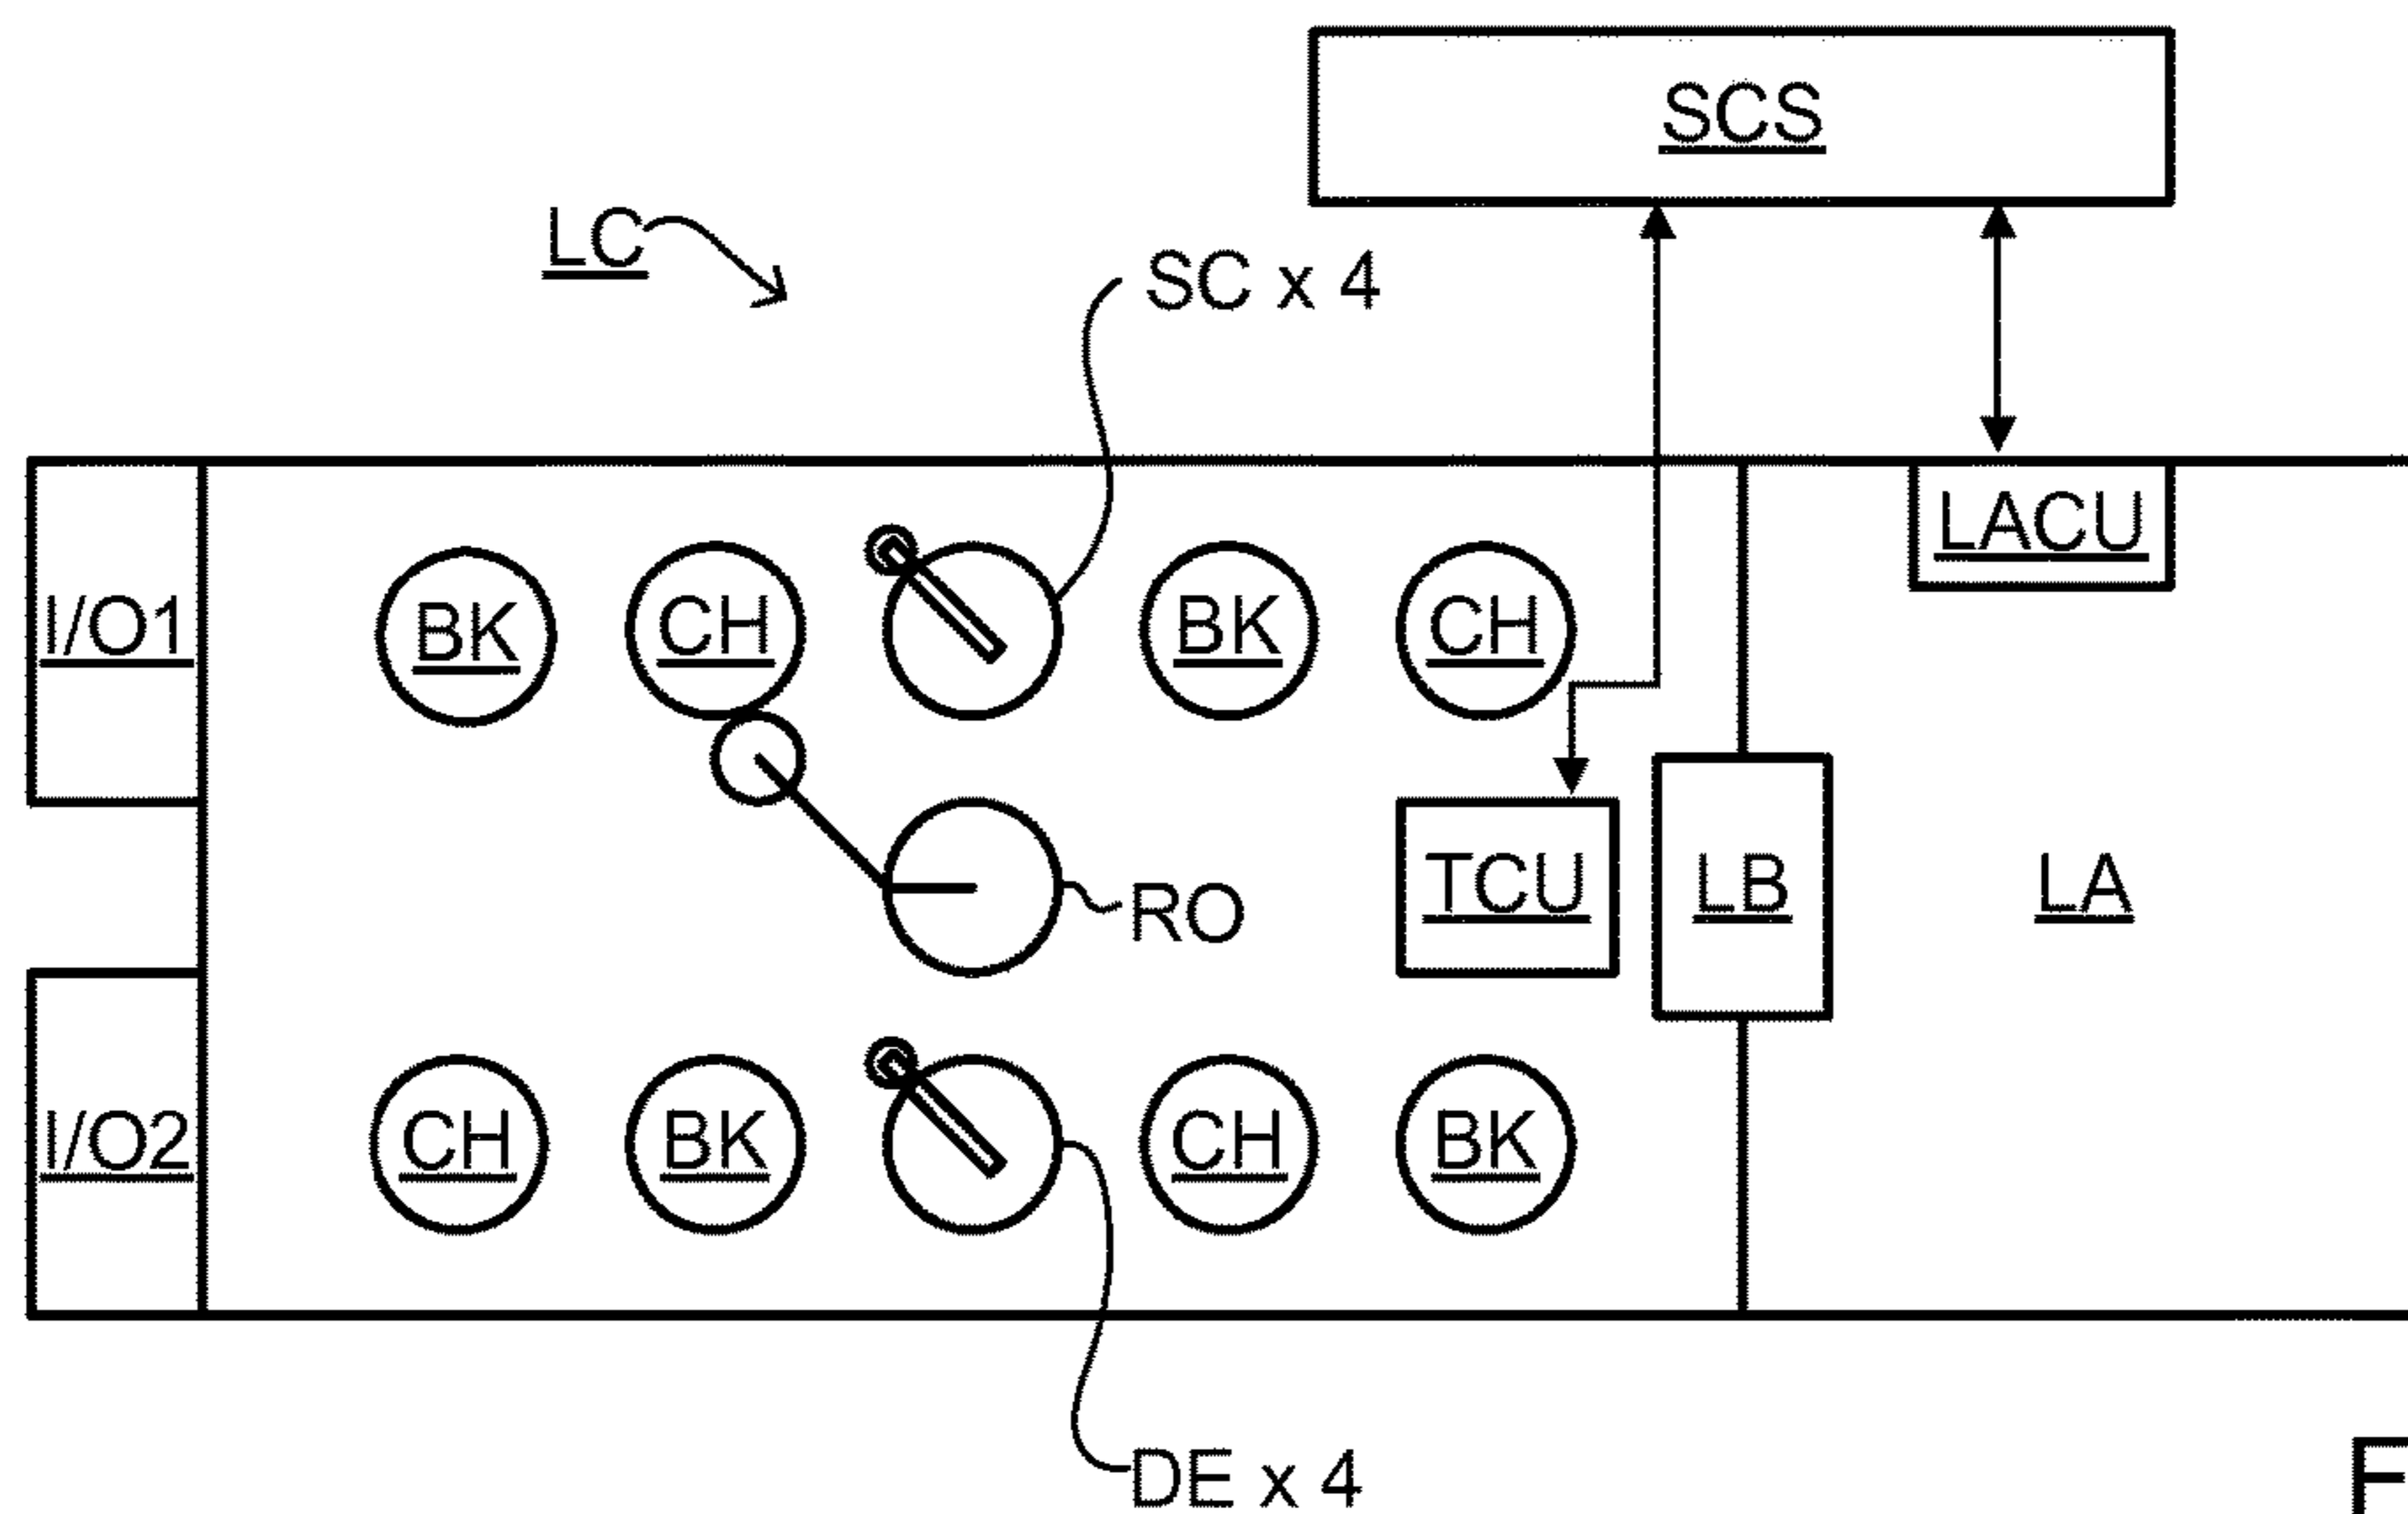 SCS
LC
SC x 4
LACU
I/O1
BK
CH
BK
CH
TCU
LB
LA
RO
I/O2
CH
BK
CH
BK
DE x 4
F